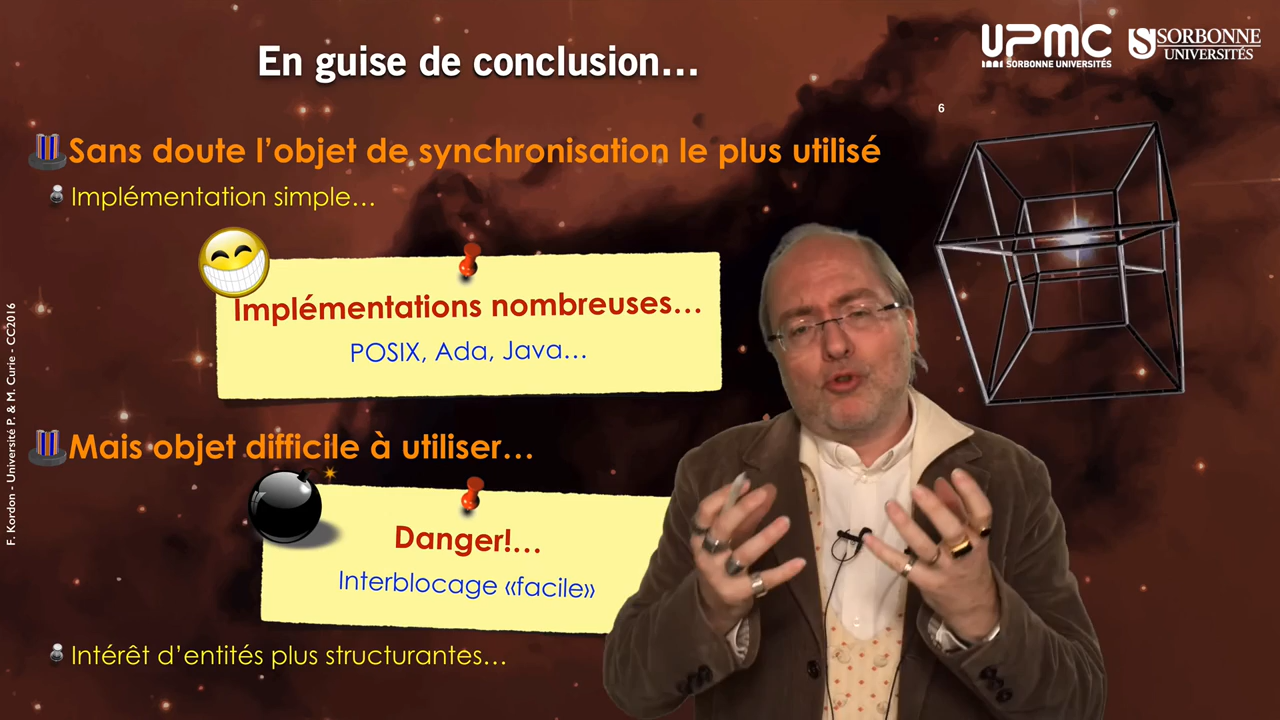 En guise de conclusion...
UPMC
SORBONNE UNIVERSITÉS
SORBONNE
UNIVERSITÉS
6
Sans doute l'objet de synchronisation le plus utilisé
Implémentation simple...
Implémentations nombreuses...
POSIX, Ada, Java...
Mais objet difficile à utiliser...
Danger!...
Interblocage «facile»
Intérêt d'entités plus structurantes...
F. Kordon - Université P. & M. Curie - CC2016